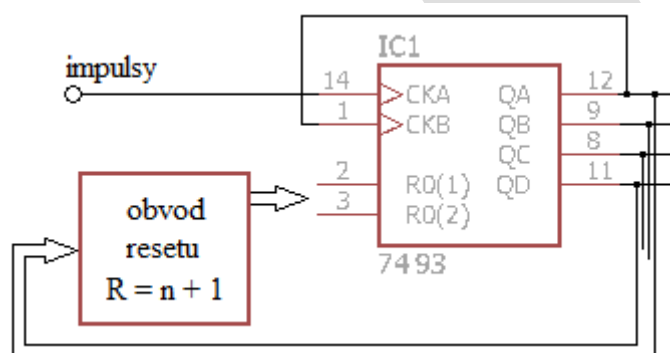 IC1
impulsy
14 CKA QA 12
1 CKB QB 9
QC 8
2 R0(1) QD 11
3 R0(2)
7493
obvod
resetu
R = n + 1